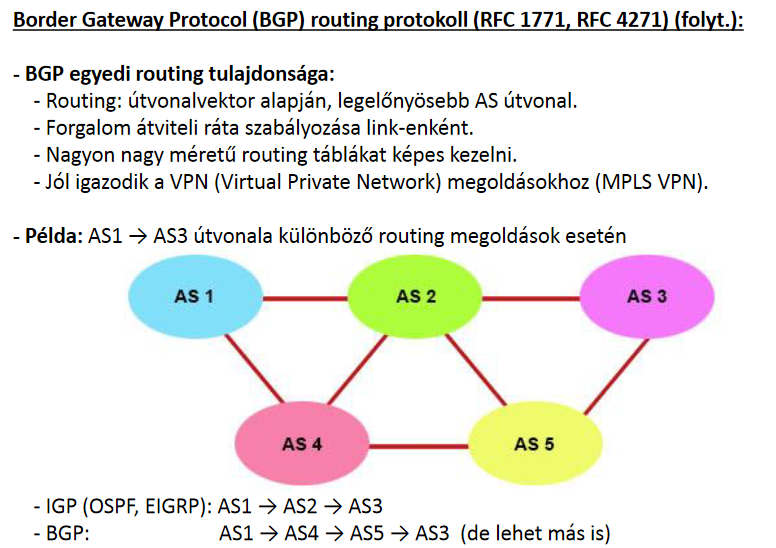 Border Gateway Protocol (BGP) routing protokoll (RFC 1771, RFC 4271) (folyt.):
- BGP egyedi routing tulajdonsága:
- Routing: útvonalvektor alapján, legelőnyösebb AS útvonal.
- Forgalom átviteli ráta szabályozása link-enként.
- Nagyon nagy méretű routing táblákat képes kezelni.
- Jól igazodik a VPN (Virtual Private Network) megoldásokhoz (MPLS VPN).
- Példa: AS1 → AS3 útvonala különböző routing megoldások esetén
AS 1
AS 2
AS 3
AS 4
AS 5
- IGP (OSPF, EIGRP): AS1 → AS2 → AS3
- BGP: AS1 → AS4 → AS5 → AS3 (de lehet más is)